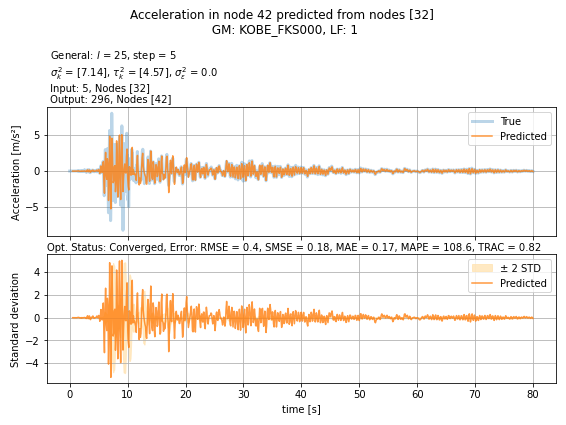 Acceleration in node 42 predicted from nodes [32]
GM: KOBE_FKS000, LF: 1
General: l = 25, step = 5
σ²ₖ = [7.14], τ²ₖ = [4.57], σ²ε = 0.0
Input: 5, Nodes [32]
Output: 296, Nodes [42]
Acceleration [m/s²]
5
0
−5
True
Predicted
Opt. Status: Converged, Error: RMSE = 0.4, SMSE = 0.18, MAE = 0.17, MAPE = 108.6, TRAC = 0.82
Standard deviation
4
2
0
−2
−4
± 2 STD
Predicted
0 10 20 30 40 50 60 70 80
time [s]